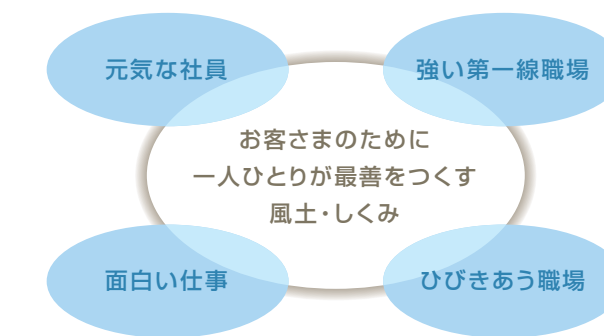 元気な社員
強い第一線職場
お客さまのために
一人ひとりが最善をつくす
風土・しくみ
面白い仕事
ひびきあう職場